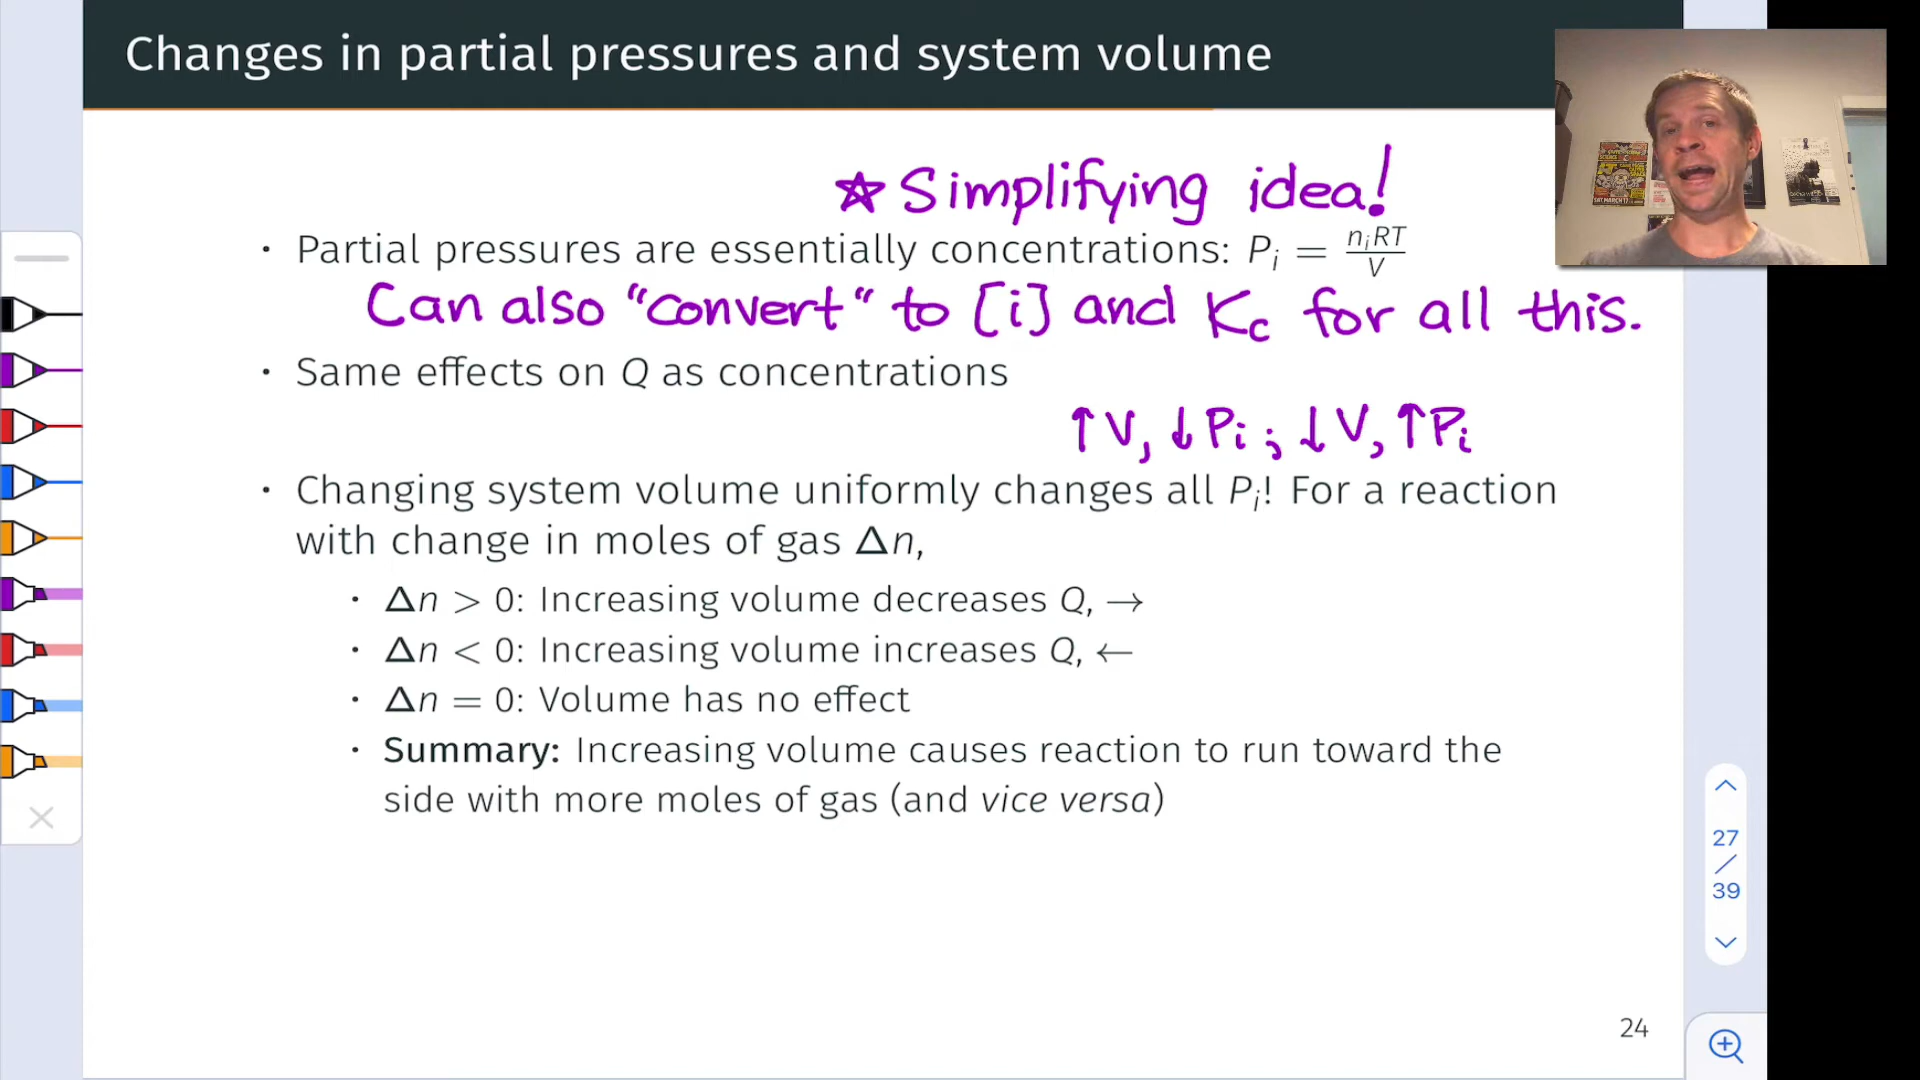 Changes in partial pressures and system volume
☆ Simplifying idea!
• Partial pressures are essentially concentrations: Pᵢ = nᵢRT/V
Can also "convert" to [i] and Kc for all this.
• Same effects on Q as concentrations
↑V, ↓Pi ; ↓V, ↑Pi
• Changing system volume uniformly changes all Pᵢ! For a reaction
with change in moles of gas Δn,
• Δn > 0: Increasing volume decreases Q, →
• Δn < 0: Increasing volume increases Q, ←
• Δn = 0: Volume has no effect
• Summary: Increasing volume causes reaction to run toward the
side with more moles of gas (and vice versa)
27
/
39
24